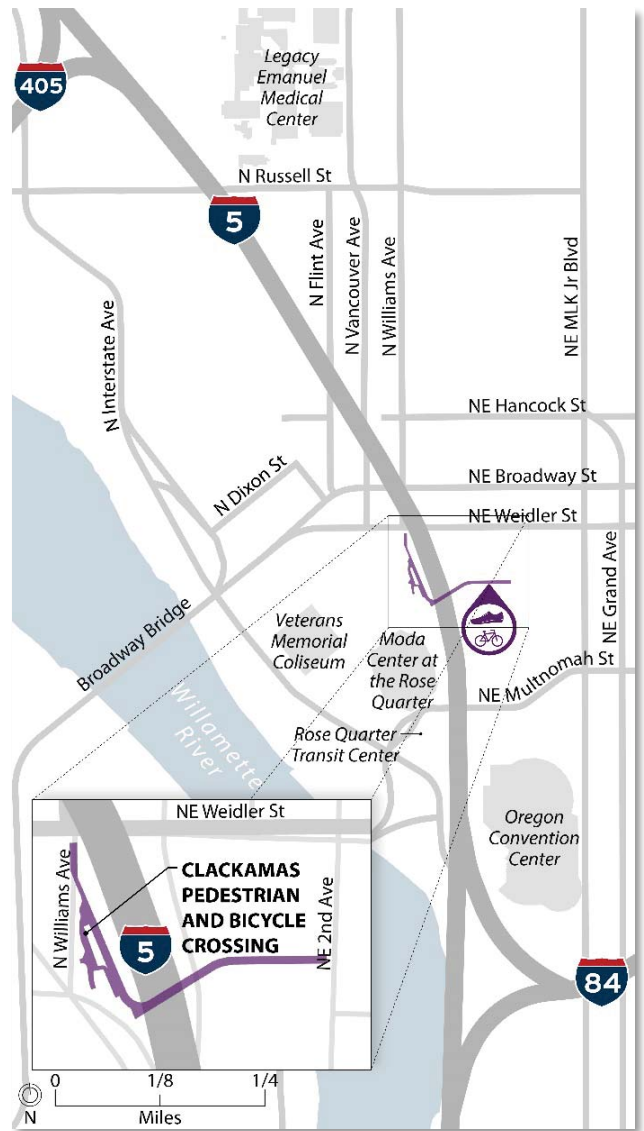 405
Legacy
Emanuel
Medical
Center
N Russell St
5
N Flint Ave
N Vancouver Ave
N Williams Ave
NE MLK Jr Blvd
N Interstate Ave
NE Hancock St
N Dixon St
NE Broadway St
NE Weidler St
NE Grand Ave
Broadway Bridge
Veterans
Memorial
Coliseum
Moda
Center at
the Rose
Quarter
NE Multnomah St
Willamette
River
Rose Quarter
Transit Center
Oregon
Convention
Center
84
NE Weidler St
N Williams Ave
CLACKAMAS
PEDESTRIAN
AND BICYCLE
CROSSING
5
NE 2nd Ave
0 1/8 1/4
Miles
N